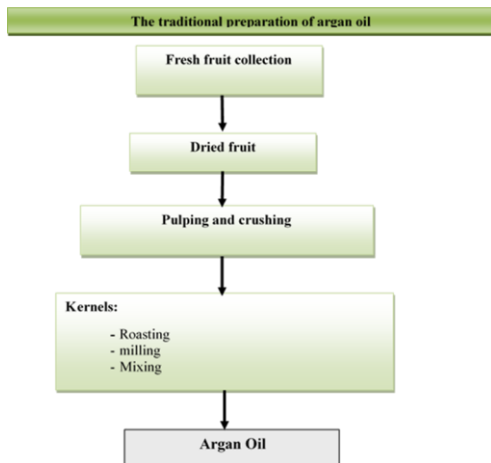 The traditional preparation of argan oil
Fresh fruit collection
Dried fruit
Pulping and crushing
Kernels:
- Roasting
- milling
- Mixing
Argan Oil